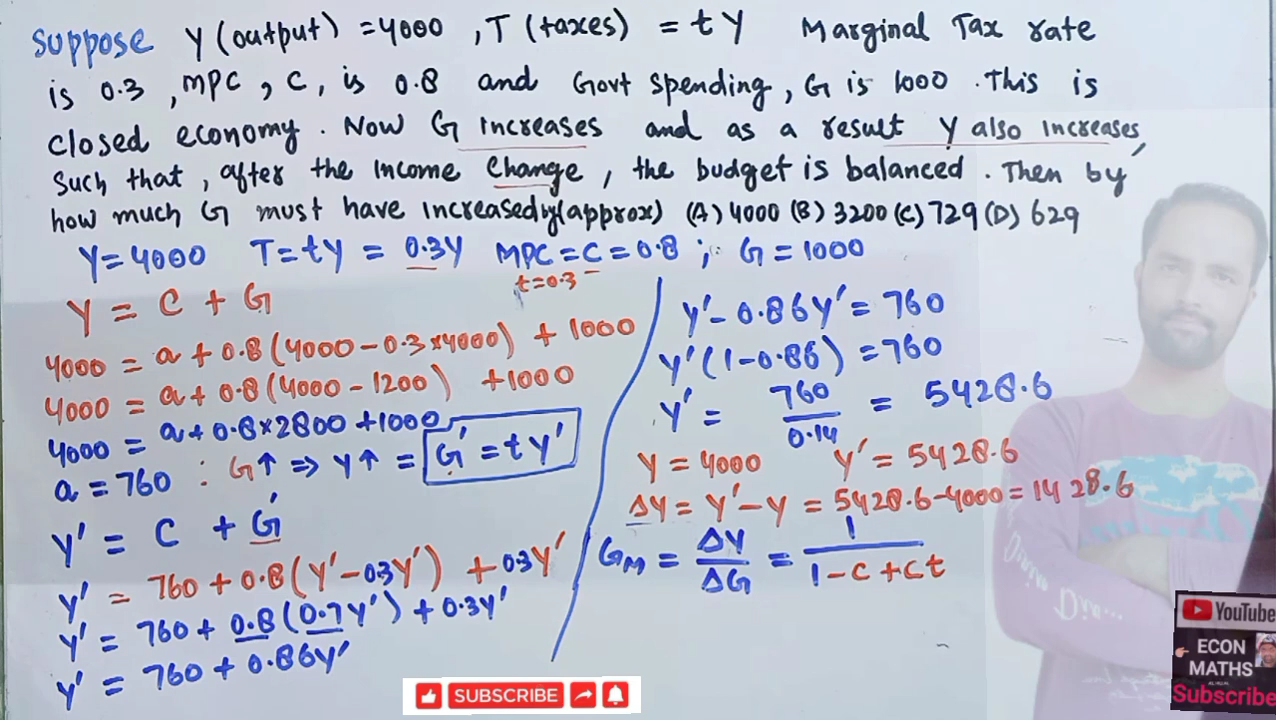 Suppose Y (output) = 4000 , T (taxes) = t Y Marginal Tax rate
is 0.3 , MPC , C , is 0.8 and Govt spending, G is 1000 . This is
closed economy . Now G increases and as a result Y also increases,
Such that , after the income change , the budget is balanced . Then by
how much G must have increased by (approx) (A) 4000 (B) 3200 (C) 729 (D) 629
Y = 4000 T = tY = 0.3Y MPC = C = 0.8 ; G = 1000
t = 0.3
Y = C + G
4000 = a + 0.8 (4000 - 0.3 x 4000) + 1000
4000 = a + 0.8 (4000 - 1200) + 1000
4000 = a + 0.8 x 2800 + 1000
a = 760 : G↑ ⇒ Y↑ = G' = t Y'
Y' = C + G'
Y' = 760 + 0.8 (Y' - 0.3Y') + 0.3Y'
Y' = 760 + 0.8 (0.7Y') + 0.3Y'
Y' = 760 + 0.86Y'
Y' - 0.86Y' = 760
Y' (1 - 0.86) = 760
Y' = 760 / 0.14 = 5428.6
Y = 4000 Y' = 5428.6
ΔY = Y' - Y = 5428.6 - 4000 = 1428.6
GM = ΔY / ΔG = 1 / 1 - C + Ct
YouTube
ECON
MATHS
Subscribe
SUBSCRIBE